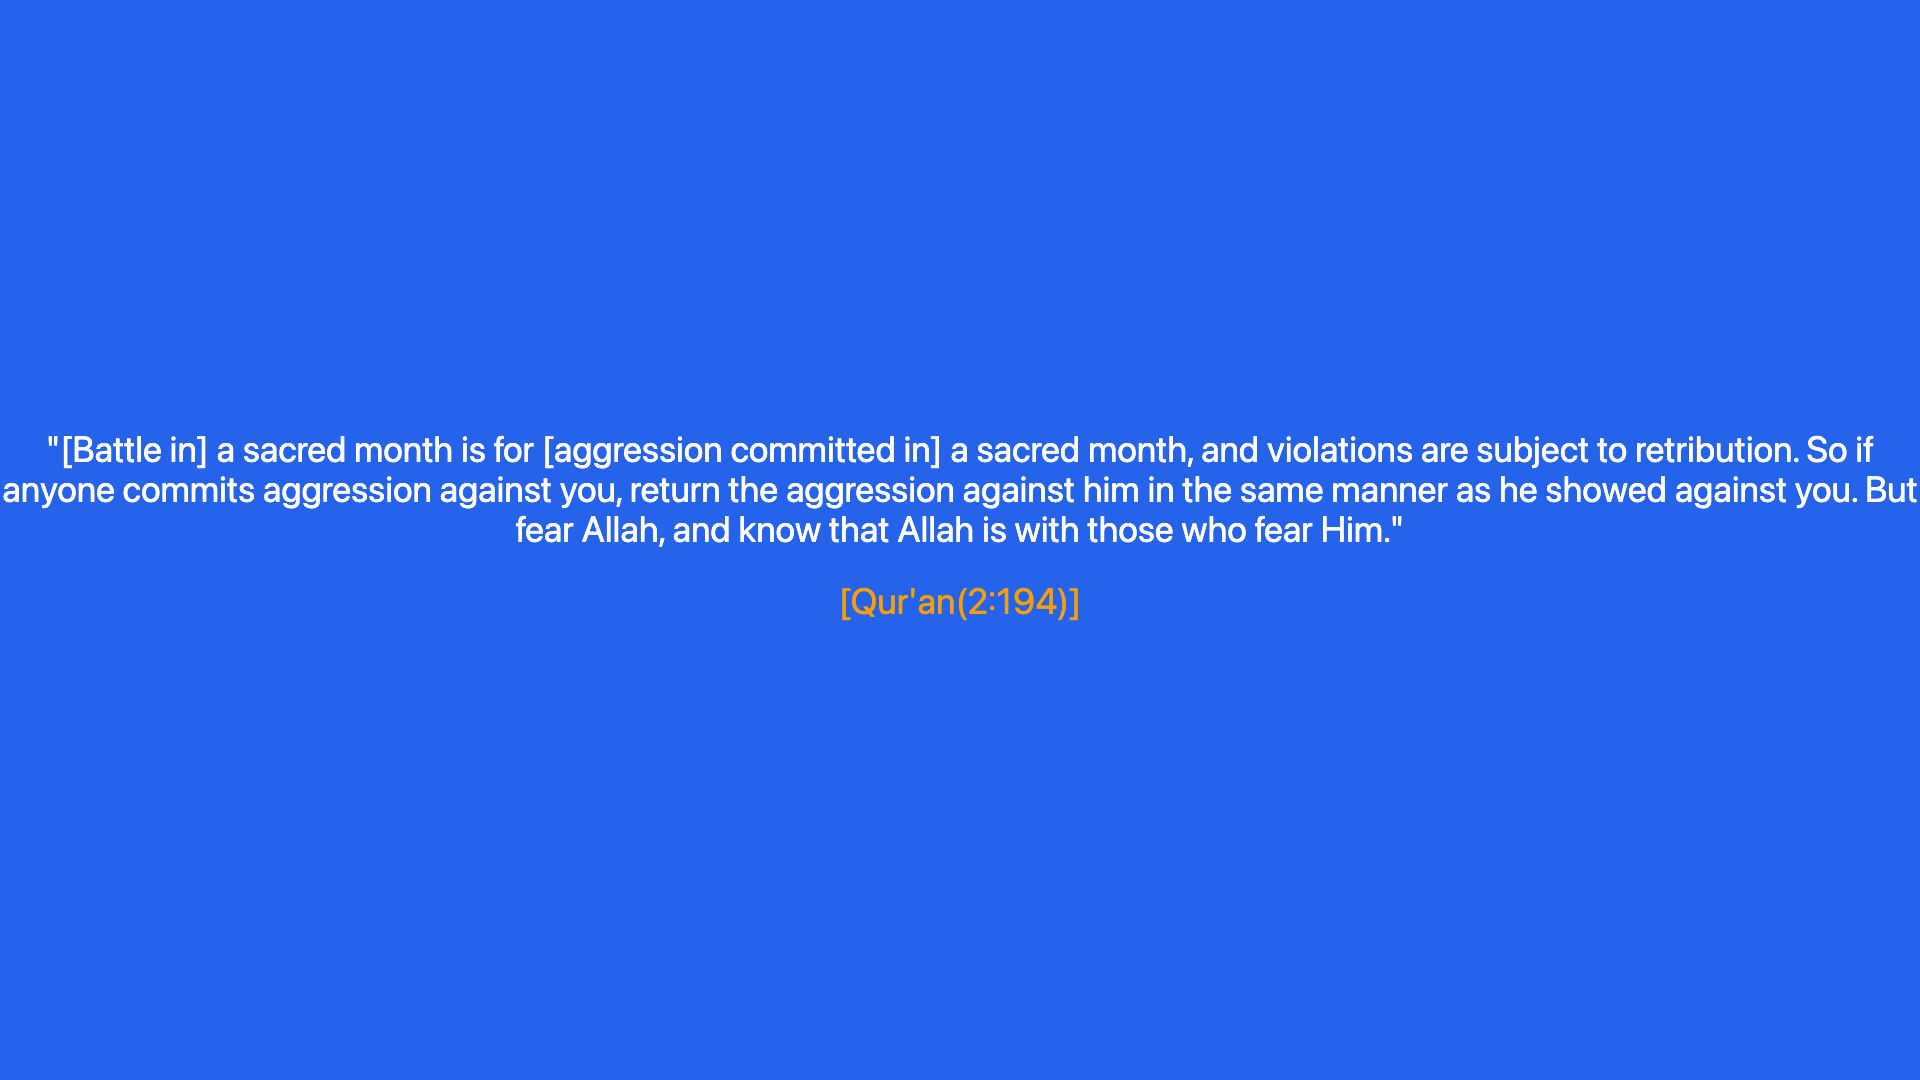 "[Battle in] a sacred month is for [aggression committed in] a sacred month, and violations are subject to retribution. So if
anyone commits aggression against you, return the aggression against him in the same manner as he showed against you. But
fear Allah, and know that Allah is with those who fear Him."
[Qur'an(2:194)]